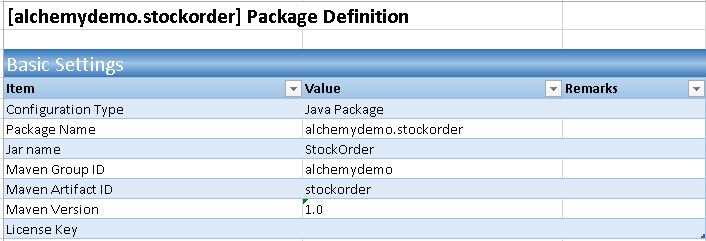 [alchemydemo.stockorder] Package Definition
Basic Settings
Item Value Remarks
Configuration Type Java Package
Package Name alchemydemo.stockorder
Jar name StockOrder
Maven Group ID alchemydemo
Maven Artifact ID stockorder
Maven Version 1.0
License Key